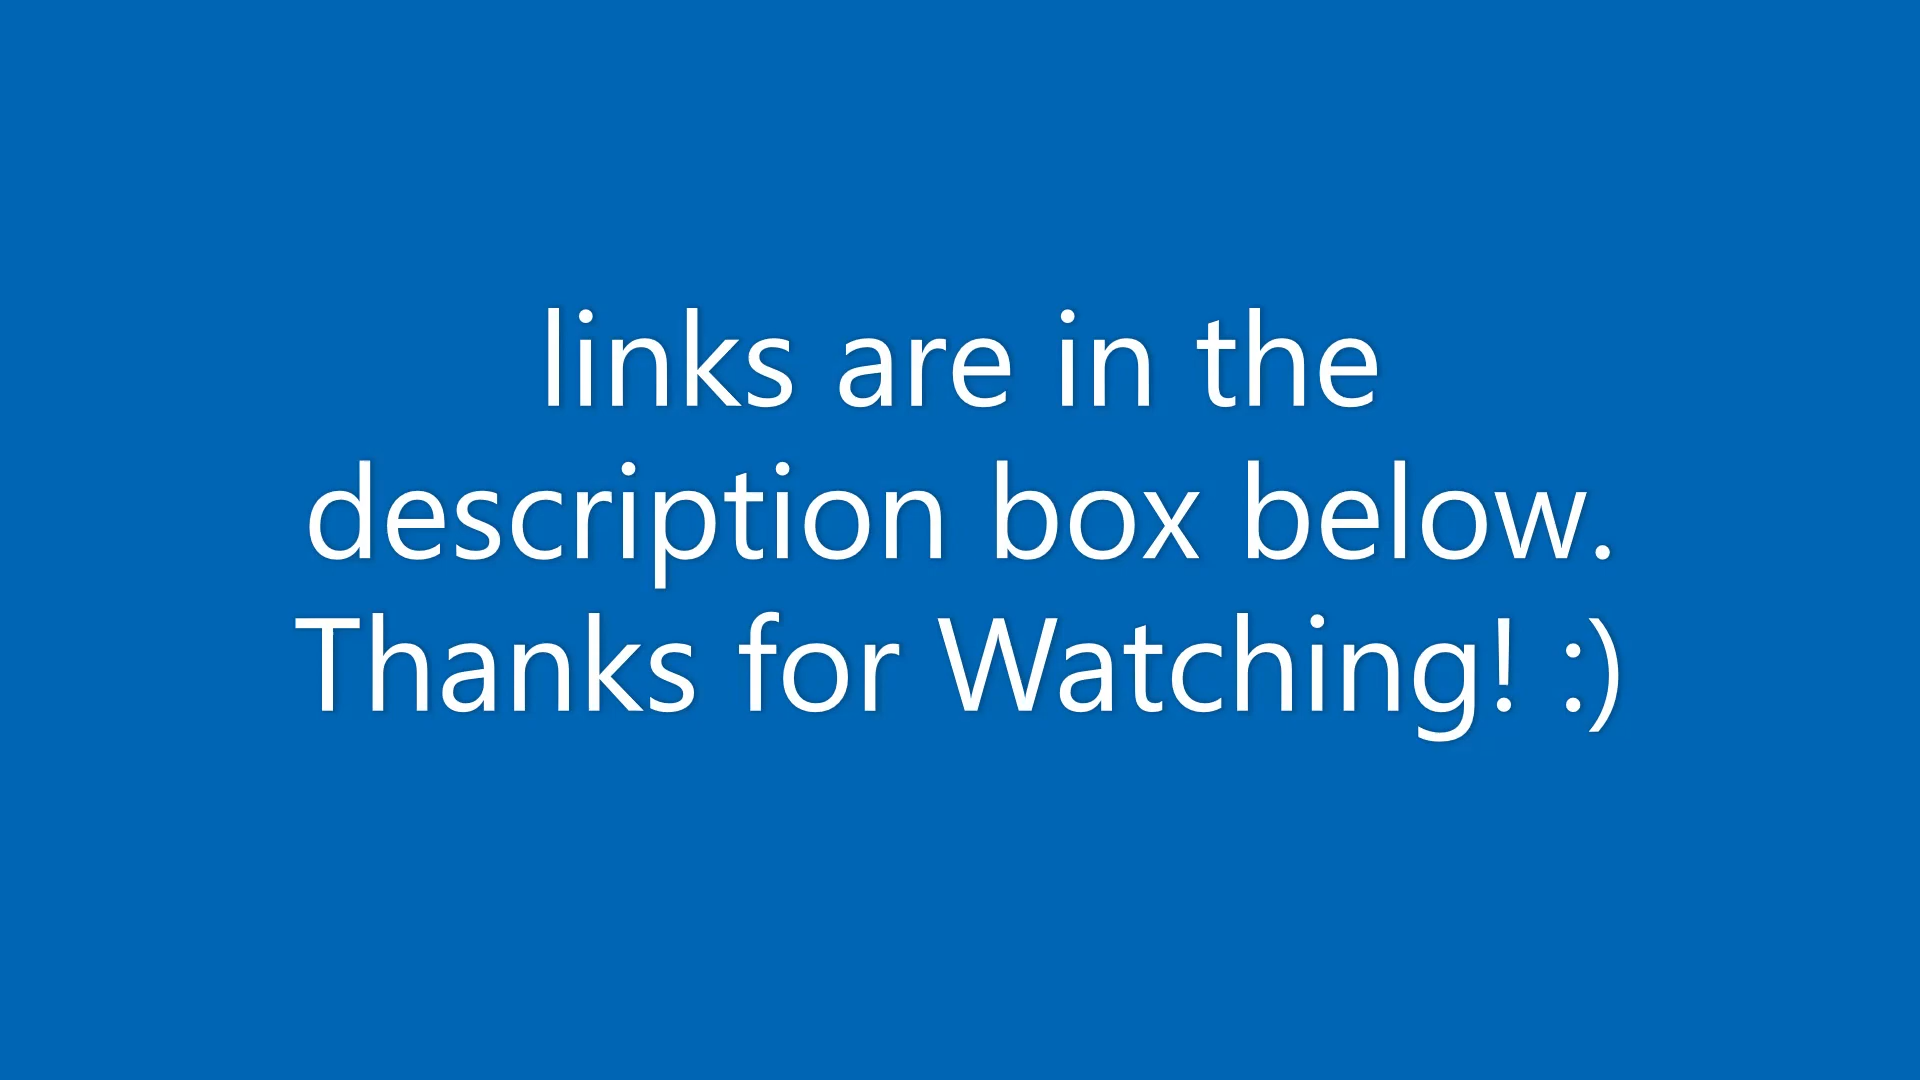 links are in the
description box below.
Thanks for Watching! :)